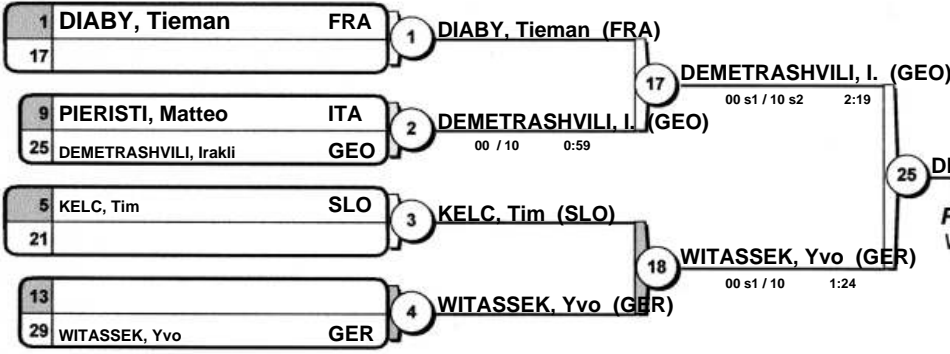 1 DIABY, Tieman FRA
17
1
DIABY, Tieman (FRA)
9 PIERISTI, Matteo ITA
25 DEMETRASHVILI, Irakli GEO
2
DEMETRASHVILI, I. (GEO)
00 / 10 0:59
17
DEMETRASHVILI, I. (GEO)
00 s1 / 10 s2 2:19
5 KELC, Tim SLO
21
3
KELC, Tim (SLO)
13
29 WITASSEK, Yvo GER
4
WITASSEK, Yvo (GER)
18
WITASSEK, Yvo (GER)
00 s1 / 10 1:24
25